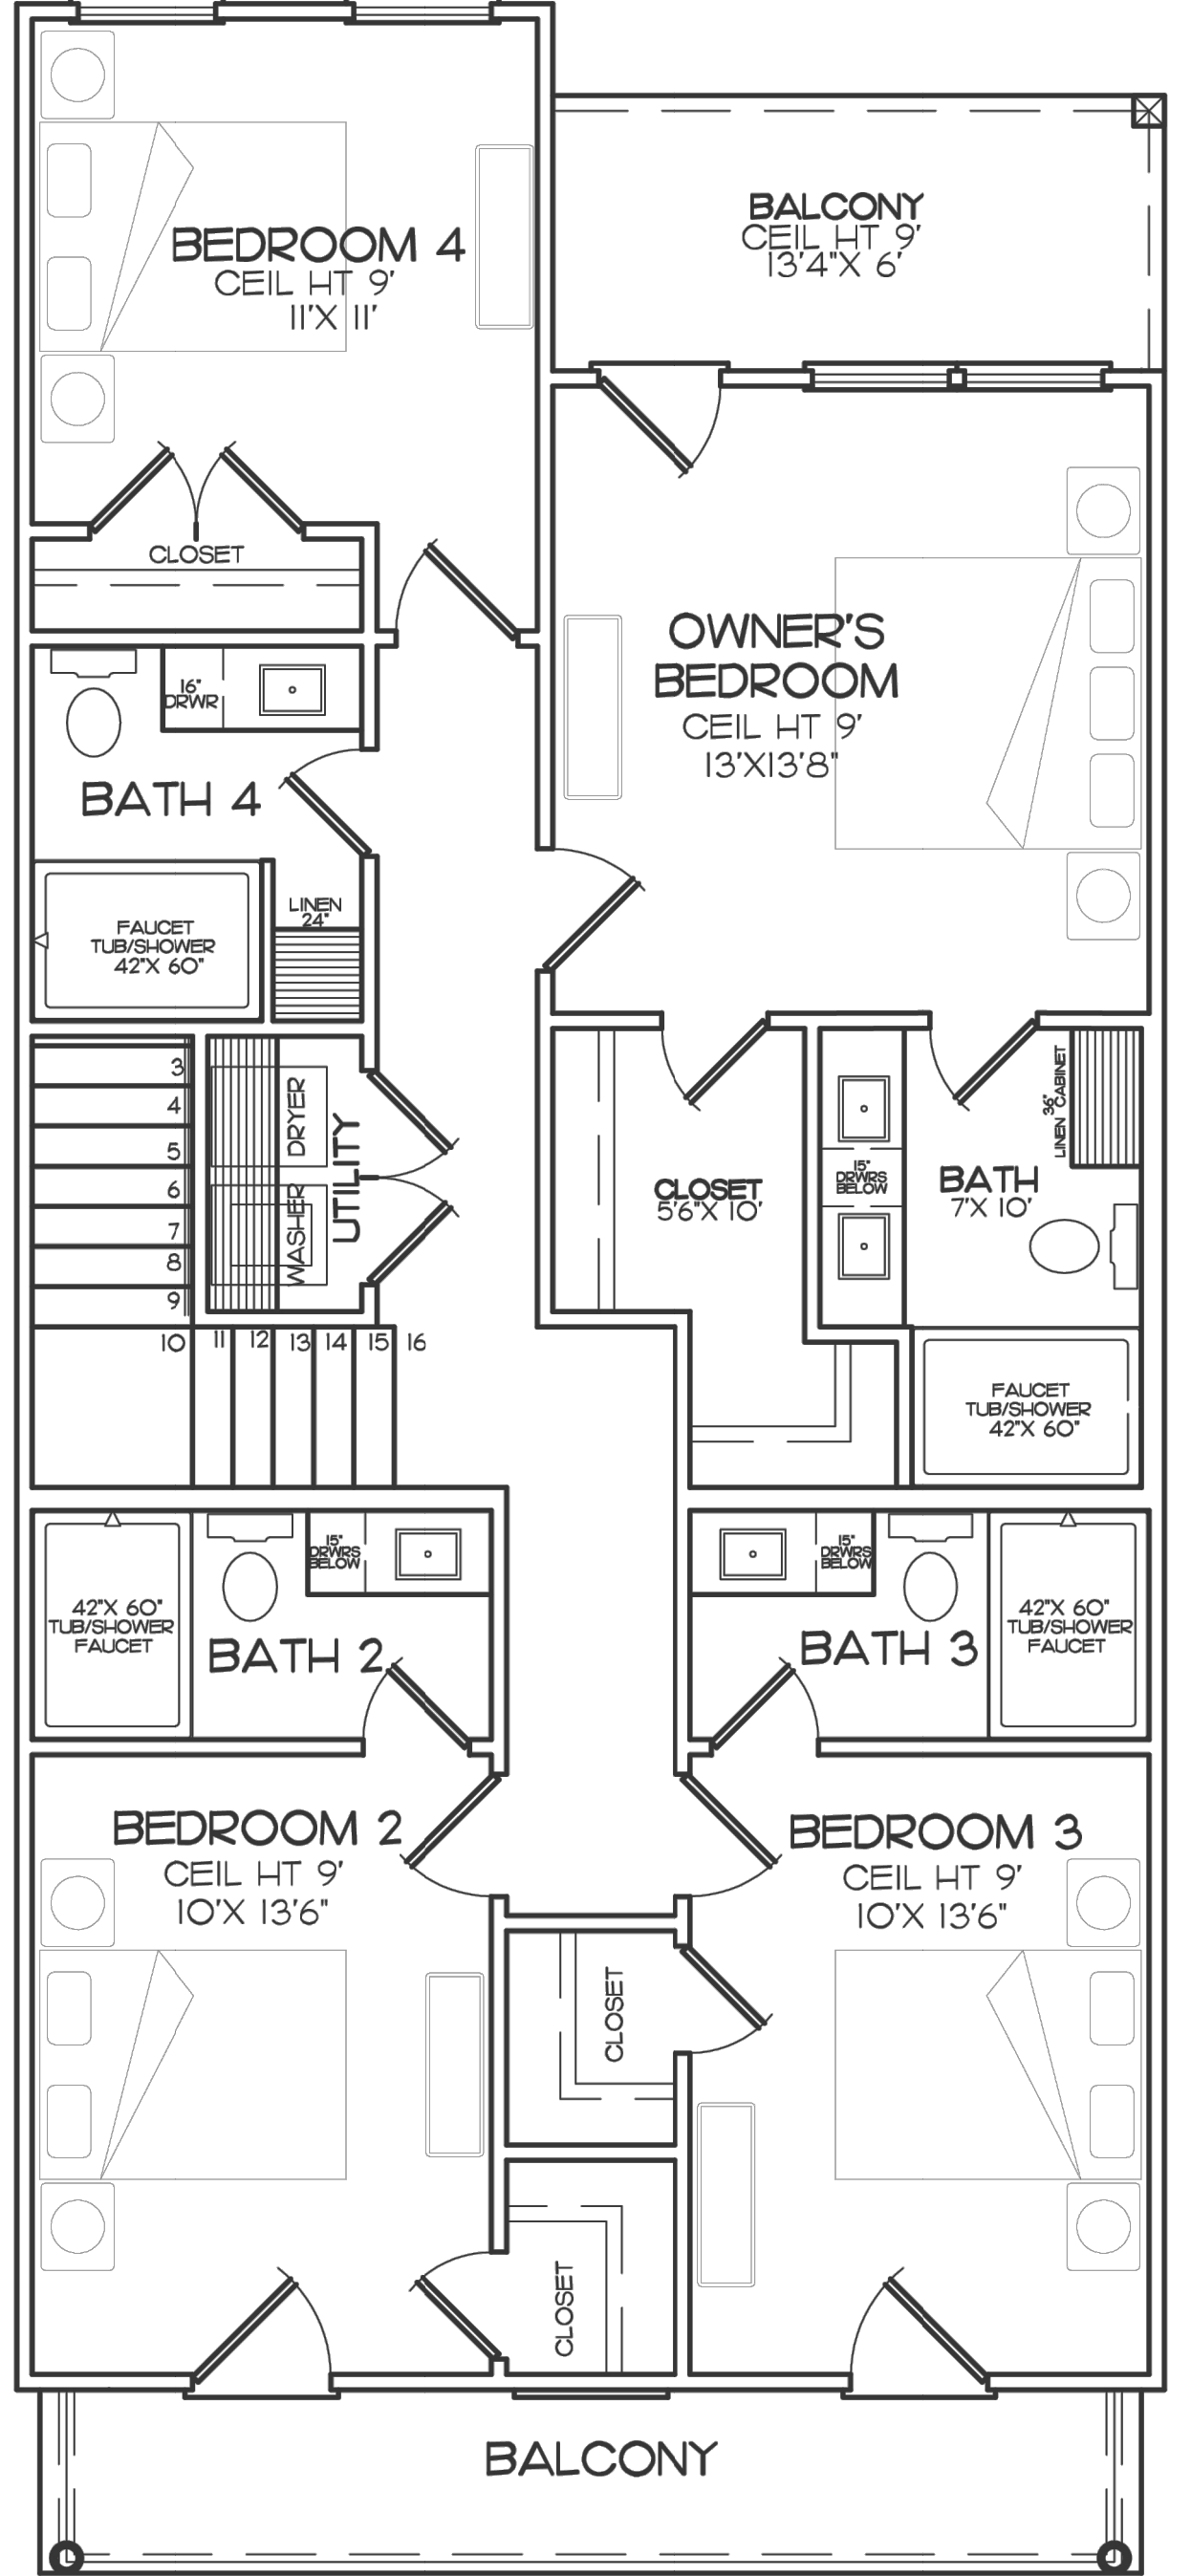 BALCONY
CEIL HT 9'
13'4"X 6'
BEDROOM 4
CEIL HT 9'
11'X 11'
CLOSET
OWNER'S
BEDROOM
CEIL HT 9'
13'X13'8"
16"
DRWR
BATH 4
LINEN
24"
FAUCET
TUB/SHOWER
42"X 60"
3
4
5
6
7
8
9
10
11
12
13
14
15
16
DRYER
WASHER
UTILITY
CLOSET
5'6"X 10'
15"
DRWRS
BELOW
36"
LINEN CABINET
BATH
7'X 10'
FAUCET
TUB/SHOWER
42"X 60"
42"X 60"
TUB/SHOWER
FAUCET
15"
DRWRS
BELOW
BATH 2
15"
DRWRS
BELOW
BATH 3
42"X 60"
TUB/SHOWER
FAUCET
BEDROOM 2
CEIL HT 9'
10'X 13'6"
BEDROOM 3
CEIL HT 9'
10'X 13'6"
CLOSET
CLOSET
BALCONY